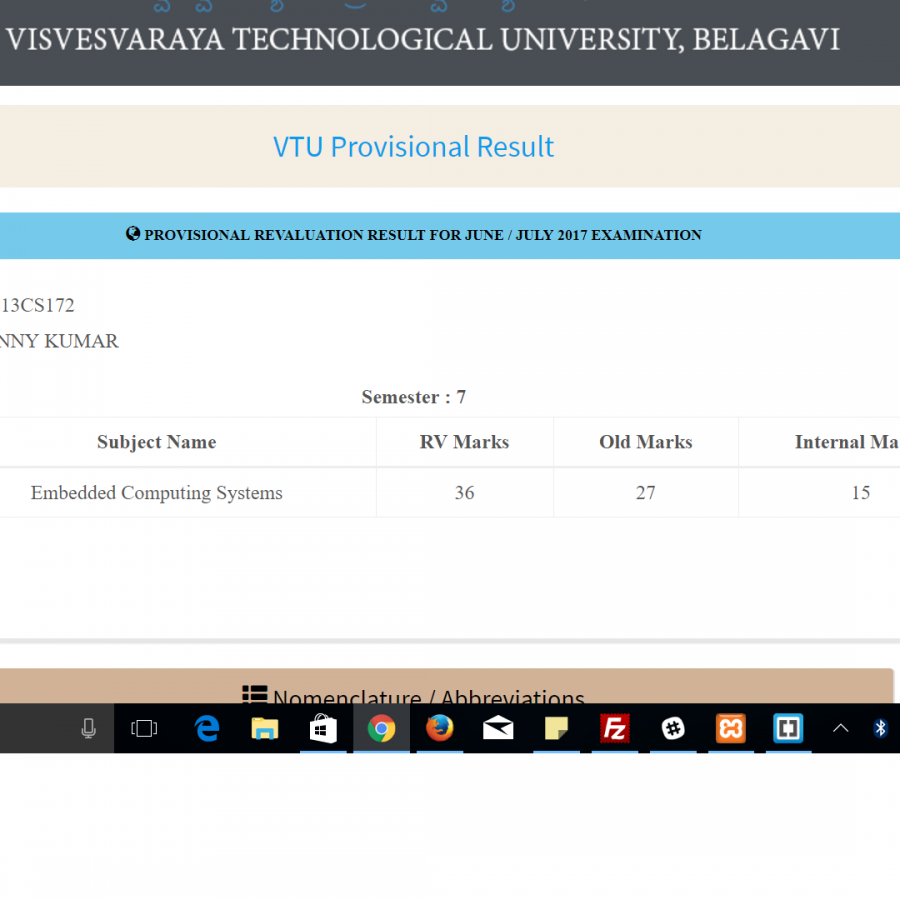 VISVESVARAYA TECHNOLOGICAL UNIVERSITY, BELAGAVI
VTU Provisional Result
PROVISIONAL REVALUATION RESULT FOR JUNE / JULY 2017 EXAMINATION
13CS172
NNY KUMAR
Semester : 7
Subject Name RV Marks Old Marks Internal Ma
Embedded Computing Systems 36 27 15
Nomenclature / Abbreviations